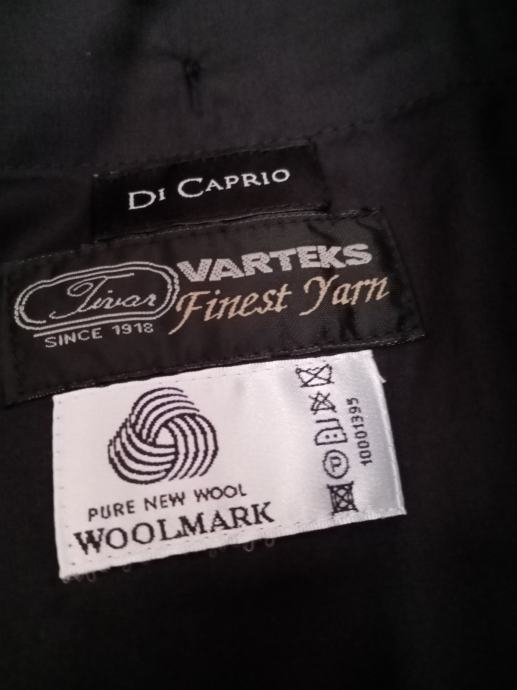 DI CAPRIO
Tivar
SINCE 1918
VARTEKS
Finest Yarn
PURE NEW WOOL
WOOLMARK
P
10001395